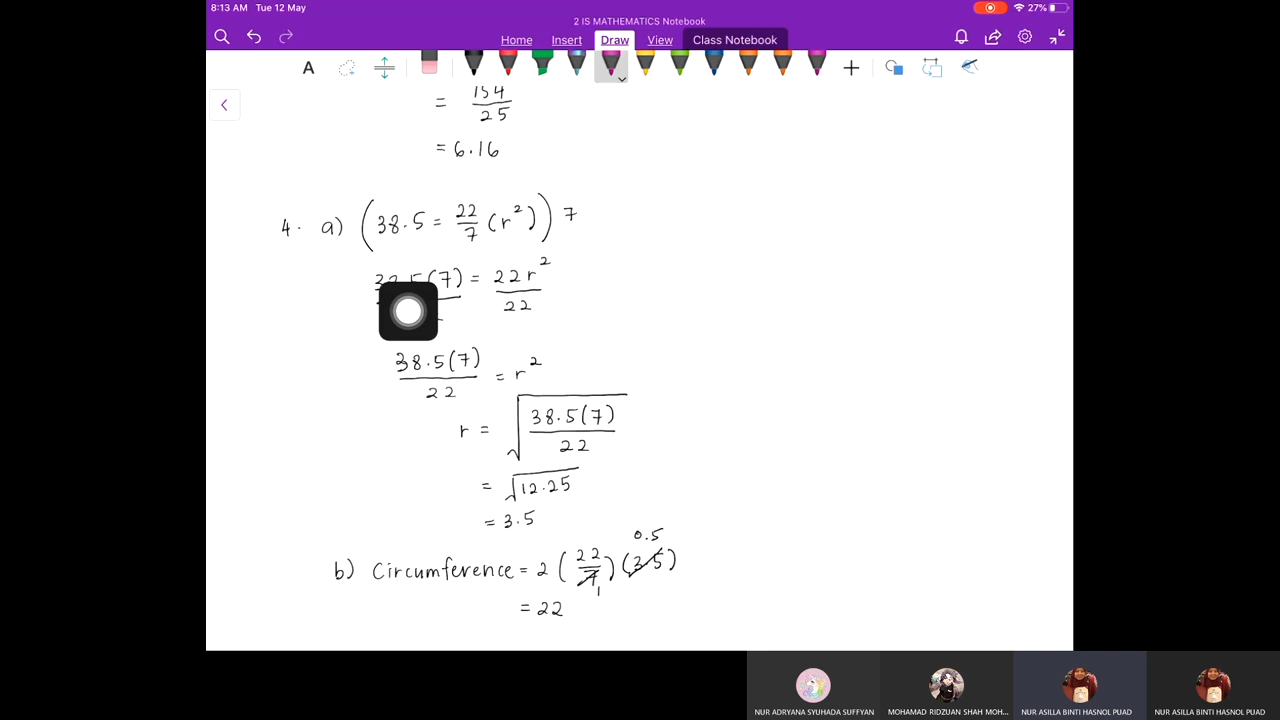 8:13 AM Tue 12 May
27%
2 IS MATHEMATICS Notebook
Home Insert Draw View Class Notebook
A
= 154/25
= 6.16
4. a) (38.5 = 22/7 (r²)) 7
(7) = 22r²/22
38.5(7)/22 = r²
r = √(38.5(7)/22)
= √12.25
= 3.5
0.5
b) Circumference = 2 (22/7) (3.5)
1
= 22
NUR ADRYANA SYUHADA SUFFYAN
MOHAMAD RIDZUAN SHAH MOH...
NUR ASILLA BINTI HASNOL PUAD
NUR ASILLA BINTI HASNOL PUAD